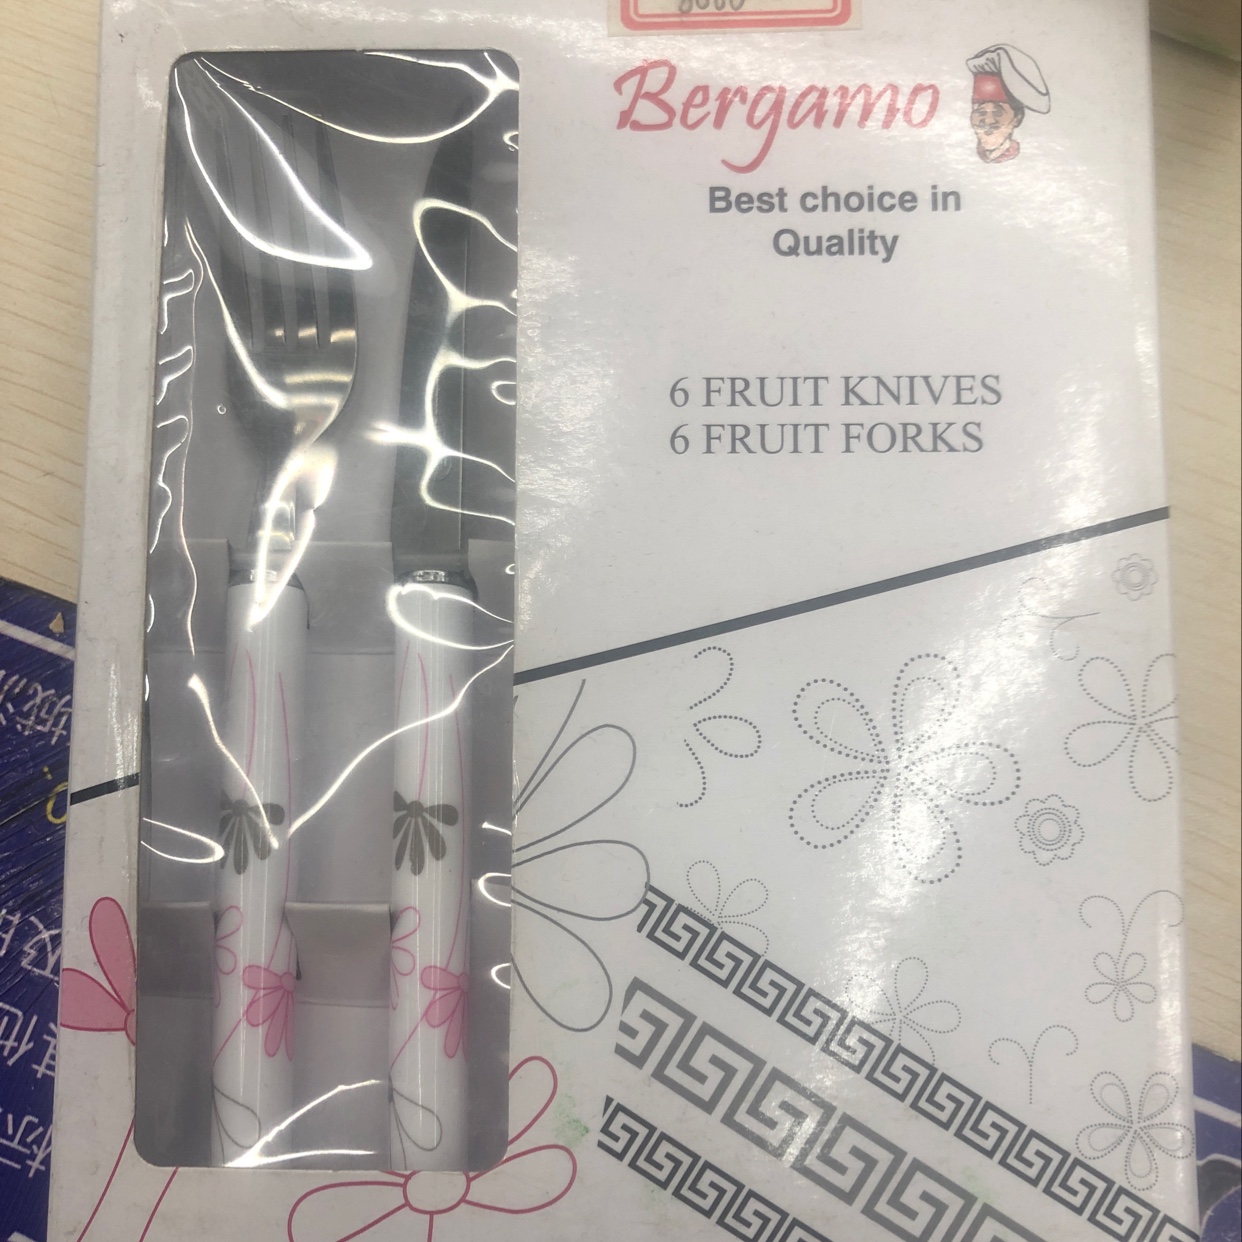 Bergamo
Best choice in
Quality
6 FRUIT KNIVES
6 FRUIT FORKS